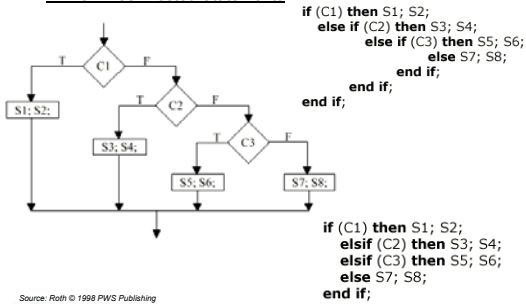 if (C1) then S1; S2;
else if (C2) then S3; S4;
else if (C3) then S5; S6;
else S7; S8;
end if;
end if;
end if;
T
C1
F
S1; S2;
T
C2
F
S3; S4;
T
C3
F
S5; S6;
S7; S8;
if (C1) then S1; S2;
elsif (C2) then S3; S4;
elsif (C3) then S5; S6;
else S7; S8;
end if;
Source: Roth © 1998 PWS Publishing